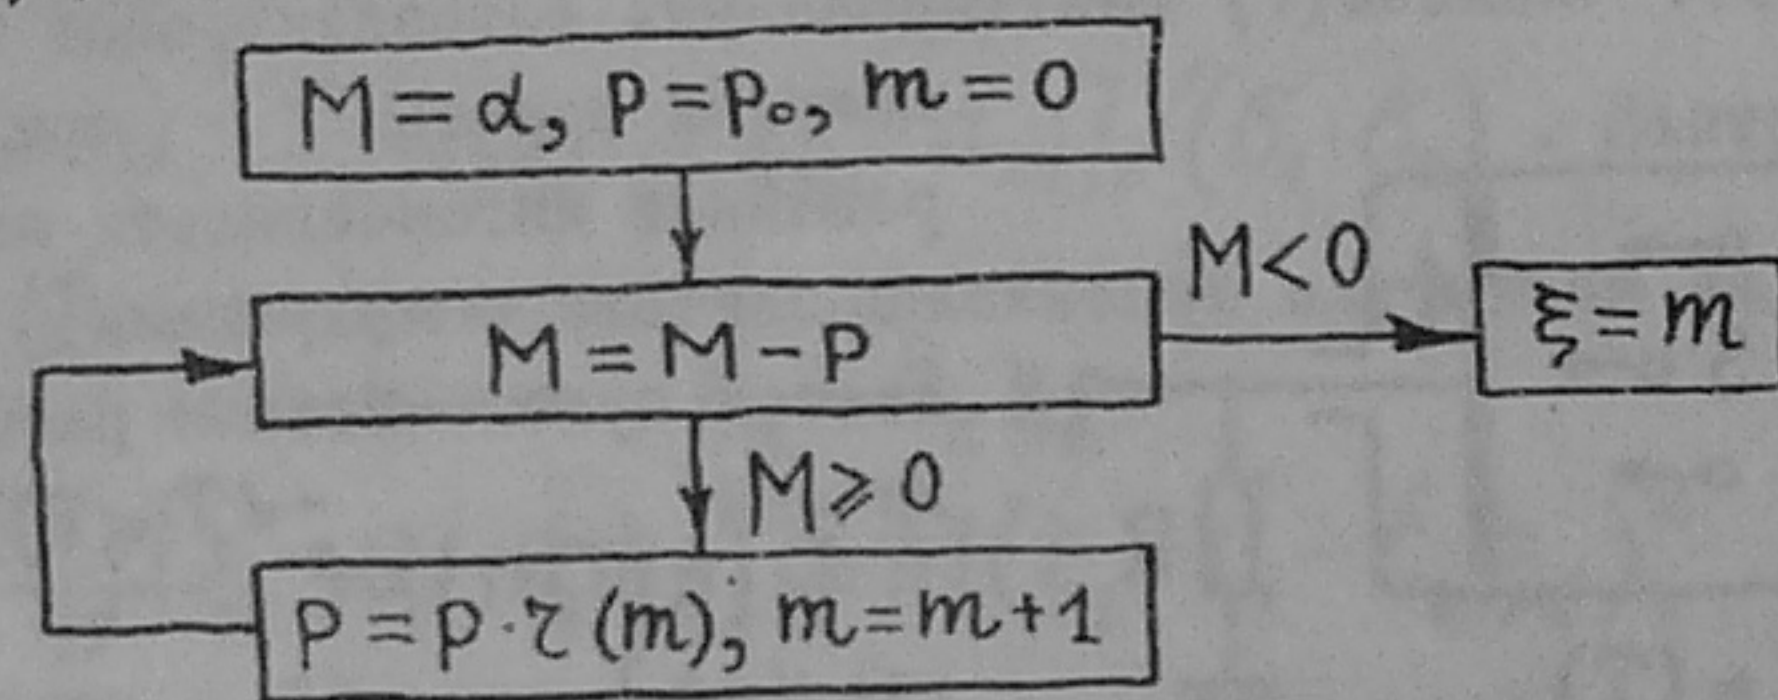 M = α, P = P₀, m = 0
M < 0
M = M - P
ξ = m
M ⩾ 0
P = P · τ (m); m = m + 1